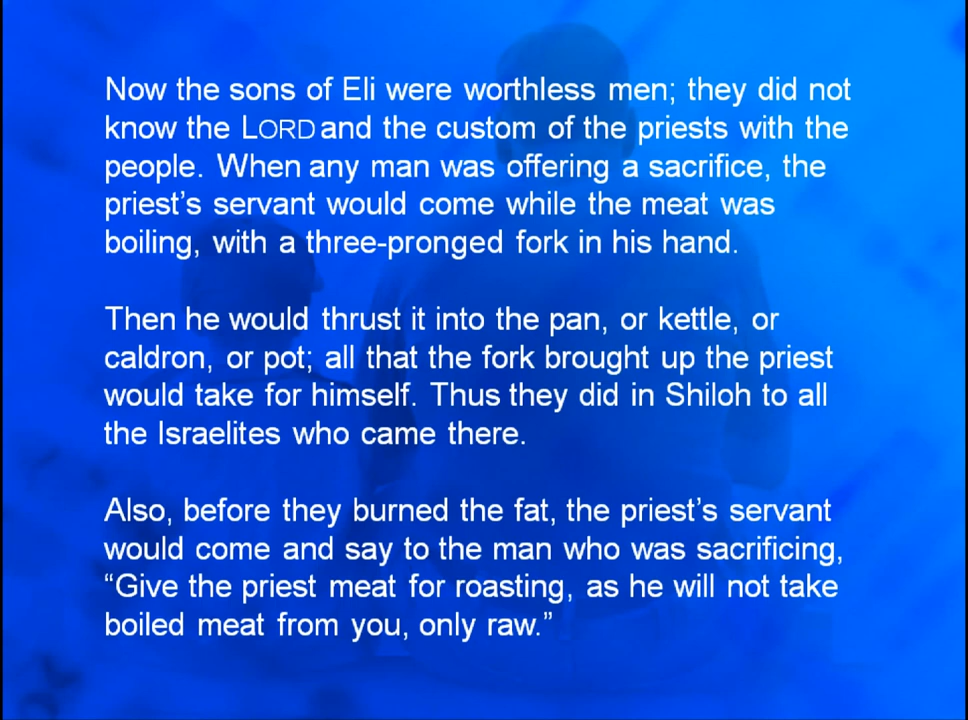 Now the sons of Eli were worthless men; they did not
know the LORD and the custom of the priests with the
people. When any man was offering a sacrifice, the
priest’s servant would come while the meat was
boiling, with a three-pronged fork in his hand.
Then he would thrust it into the pan, or kettle, or
caldron, or pot; all that the fork brought up the priest
would take for himself. Thus they did in Shiloh to all
the Israelites who came there.
Also, before they burned the fat, the priest’s servant
would come and say to the man who was sacrificing,
“Give the priest meat for roasting, as he will not take
boiled meat from you, only raw.”